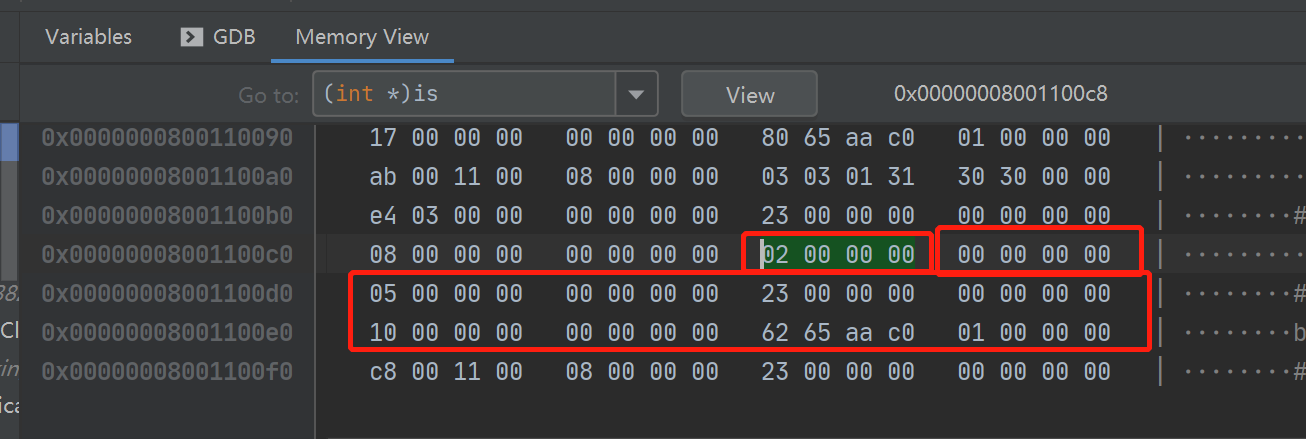 Variables GDB Memory View
Go to: (int *)is View 0x00000008001100c8
0x0000000800110090 17 00 00 00 00 00 00 00 80 65 aa c0 01 00 00 00 | ·········
0x00000008001100a0 ab 00 11 00 08 00 00 00 03 03 01 31 30 30 00 00 | ·········
0x00000008001100b0 e4 03 00 00 00 00 00 00 23 00 00 00 00 00 00 00 | ········#
0x00000008001100c0 08 00 00 00 00 00 00 00 02 00 00 00 00 00 00 00 | ·········
0x00000008001100d0 05 00 00 00 00 00 00 00 23 00 00 00 00 00 00 00 | ········#
0x00000008001100e0 10 00 00 00 00 00 00 00 62 65 aa c0 01 00 00 00 | ········b
0x00000008001100f0 c8 00 11 00 08 00 00 00 23 00 00 00 00 00 00 00 | ········#